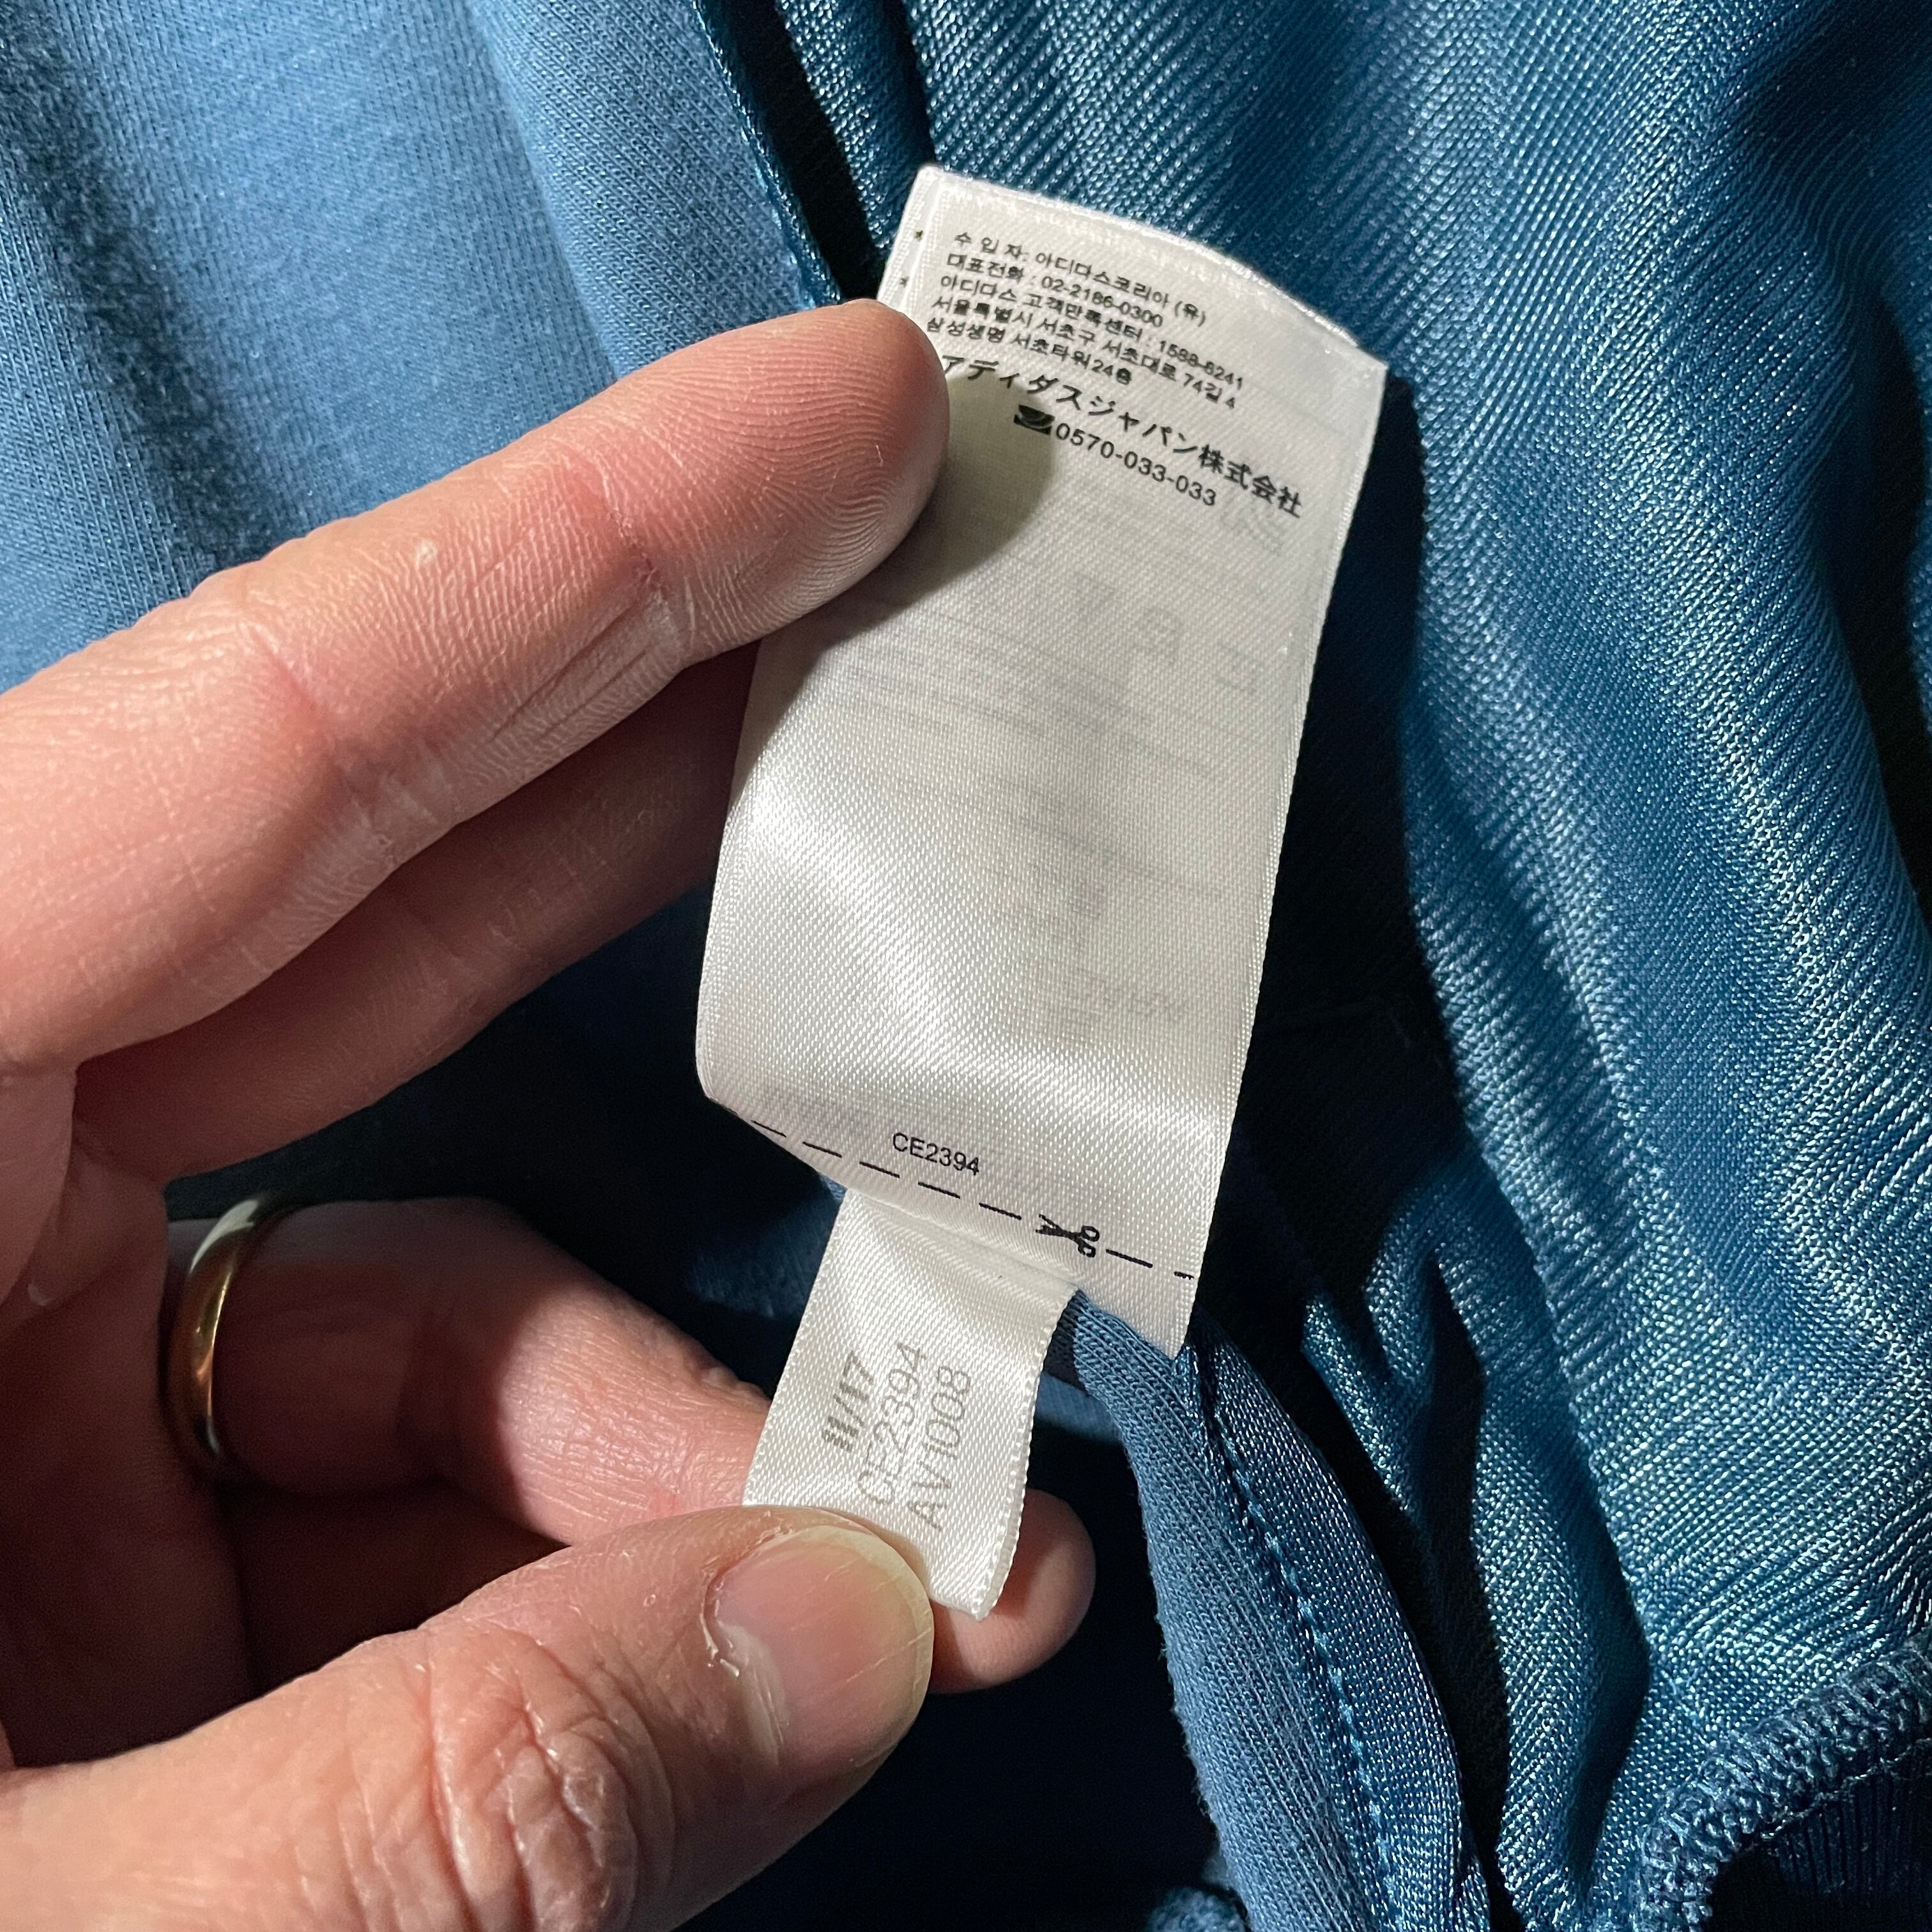 수 입 자: 아디다스코리아 (유)
대표전화 : 02-2186-0300
아디다스 고객만족센터 : 1588-8241
서울특별시 서초구 서초대로 74길 4
삼성생명 서초타워24층
アディダスジャパン株式会社
0570-033-033
CE2394
11/17
CE2394
AV1008